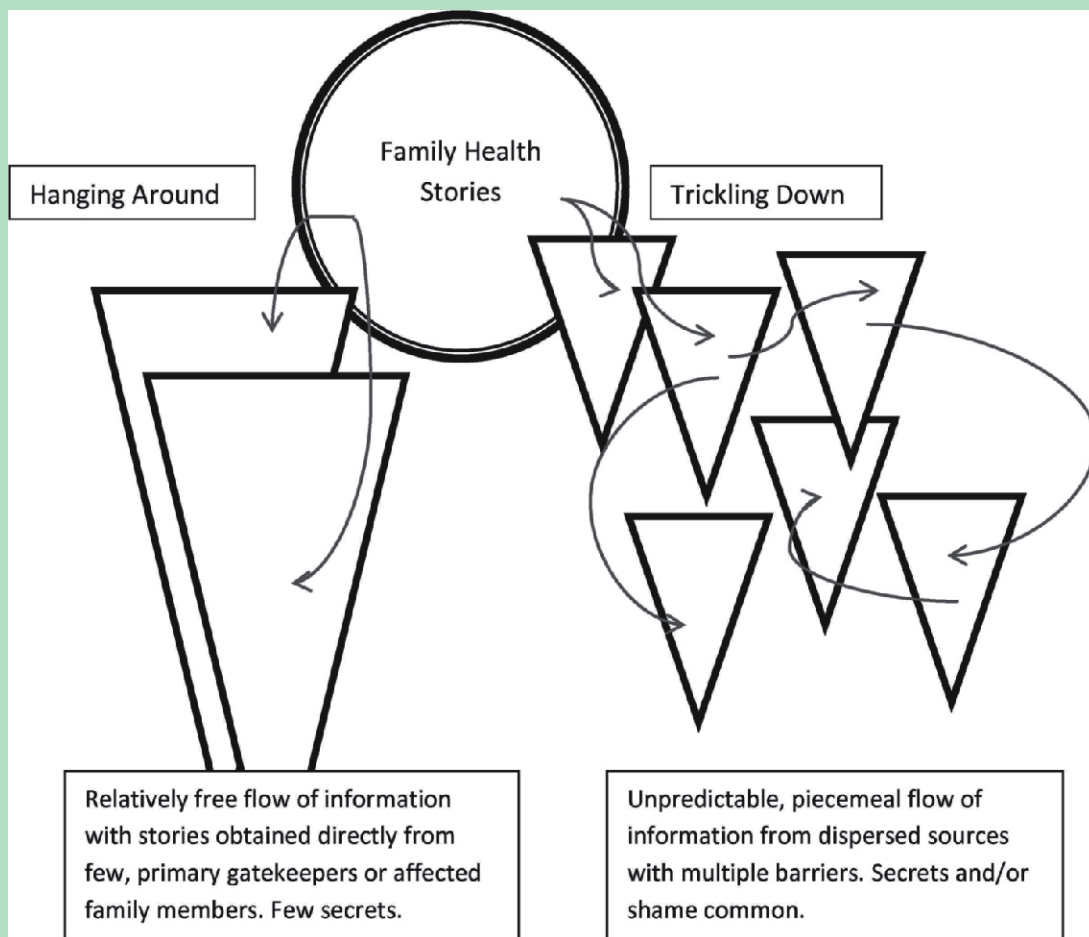 Family Health
Stories
Hanging Around
Trickling Down
Relatively free flow of information
with stories obtained directly from
few, primary gatekeepers or affected
family members. Few secrets.
Unpredictable, piecemeal flow of
information from dispersed sources
with multiple barriers. Secrets and/or
shame common.